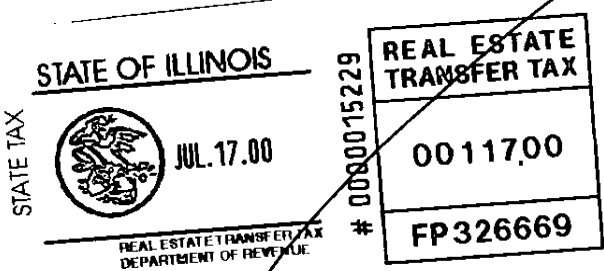 STATE OF ILLINOIS
STATE TAX
JUL.17.00
REAL ESTATE TRANSFER TAX
DEPARTMENT OF REVENUE
# 0000015229
REAL ESTATE
TRANSFER TAX
00117.00
FP326669